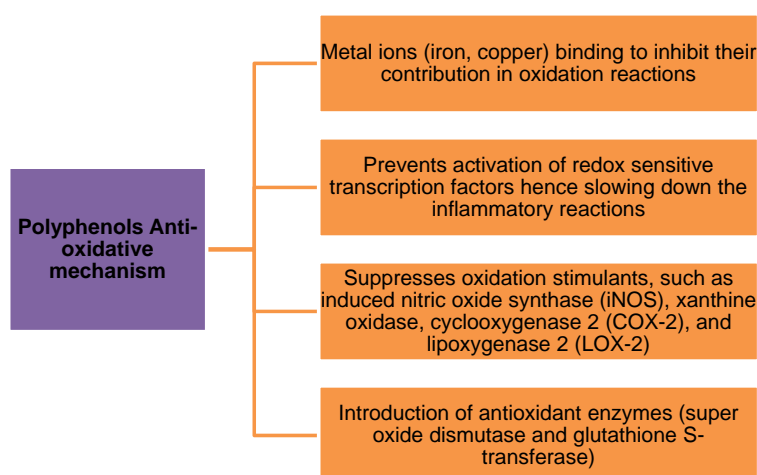 Polyphenols Anti-
oxidative
mechanism
Metal ions (iron, copper) binding to inhibit their
contribution in oxidation reactions
Prevents activation of redox sensitive
transcription factors hence slowing down the
inflammatory reactions
Suppresses oxidation stimulants, such as
induced nitric oxide synthase (iNOS), xanthine
oxidase, cyclooxygenase 2 (COX-2), and
lipoxygenase 2 (LOX-2)
Introduction of antioxidant enzymes (super
oxide dismutase and glutathione S-
transferase)